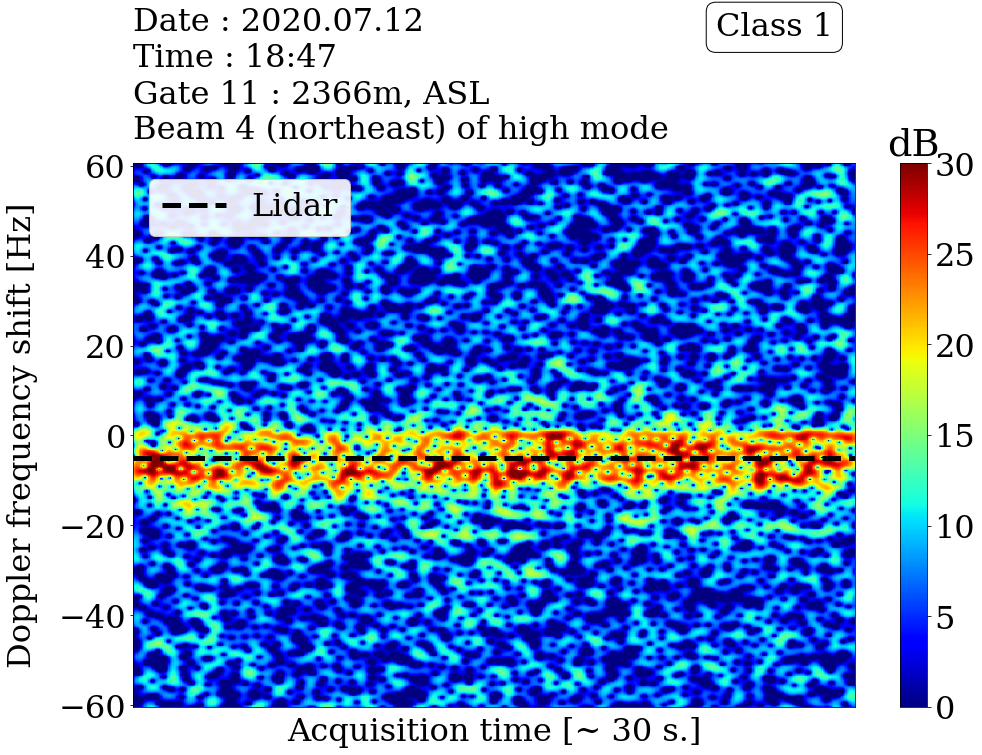 Date : 2020.07.12
Time : 18:47
Gate 11 : 2366m, ASL
Beam 4 (northeast) of high mode
Class 1
dB
Lidar
Doppler frequency shift [Hz]
60
40
20
0
−20
−40
−60
30
25
20
15
10
5
0
Acquisition time [~ 30 s.]